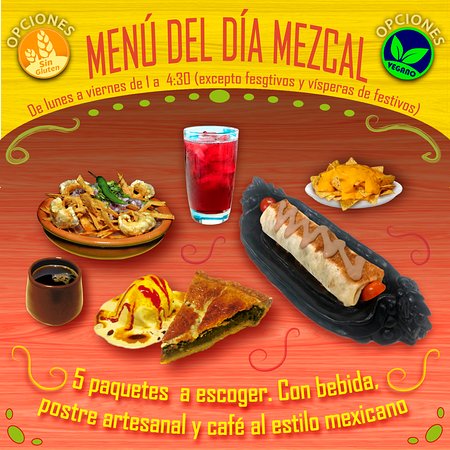 OPCIONES
Sin
Gluten
MENÚ DEL DÍA MEZCAL
OPCIONES
VEGANO
De lunes a viernes de 1 a 4:30 (excepto fesgtivos y vísperas de festivos)
5 paquetes a escoger. Con bebida,
postre artesanal y café al estilo mexicano